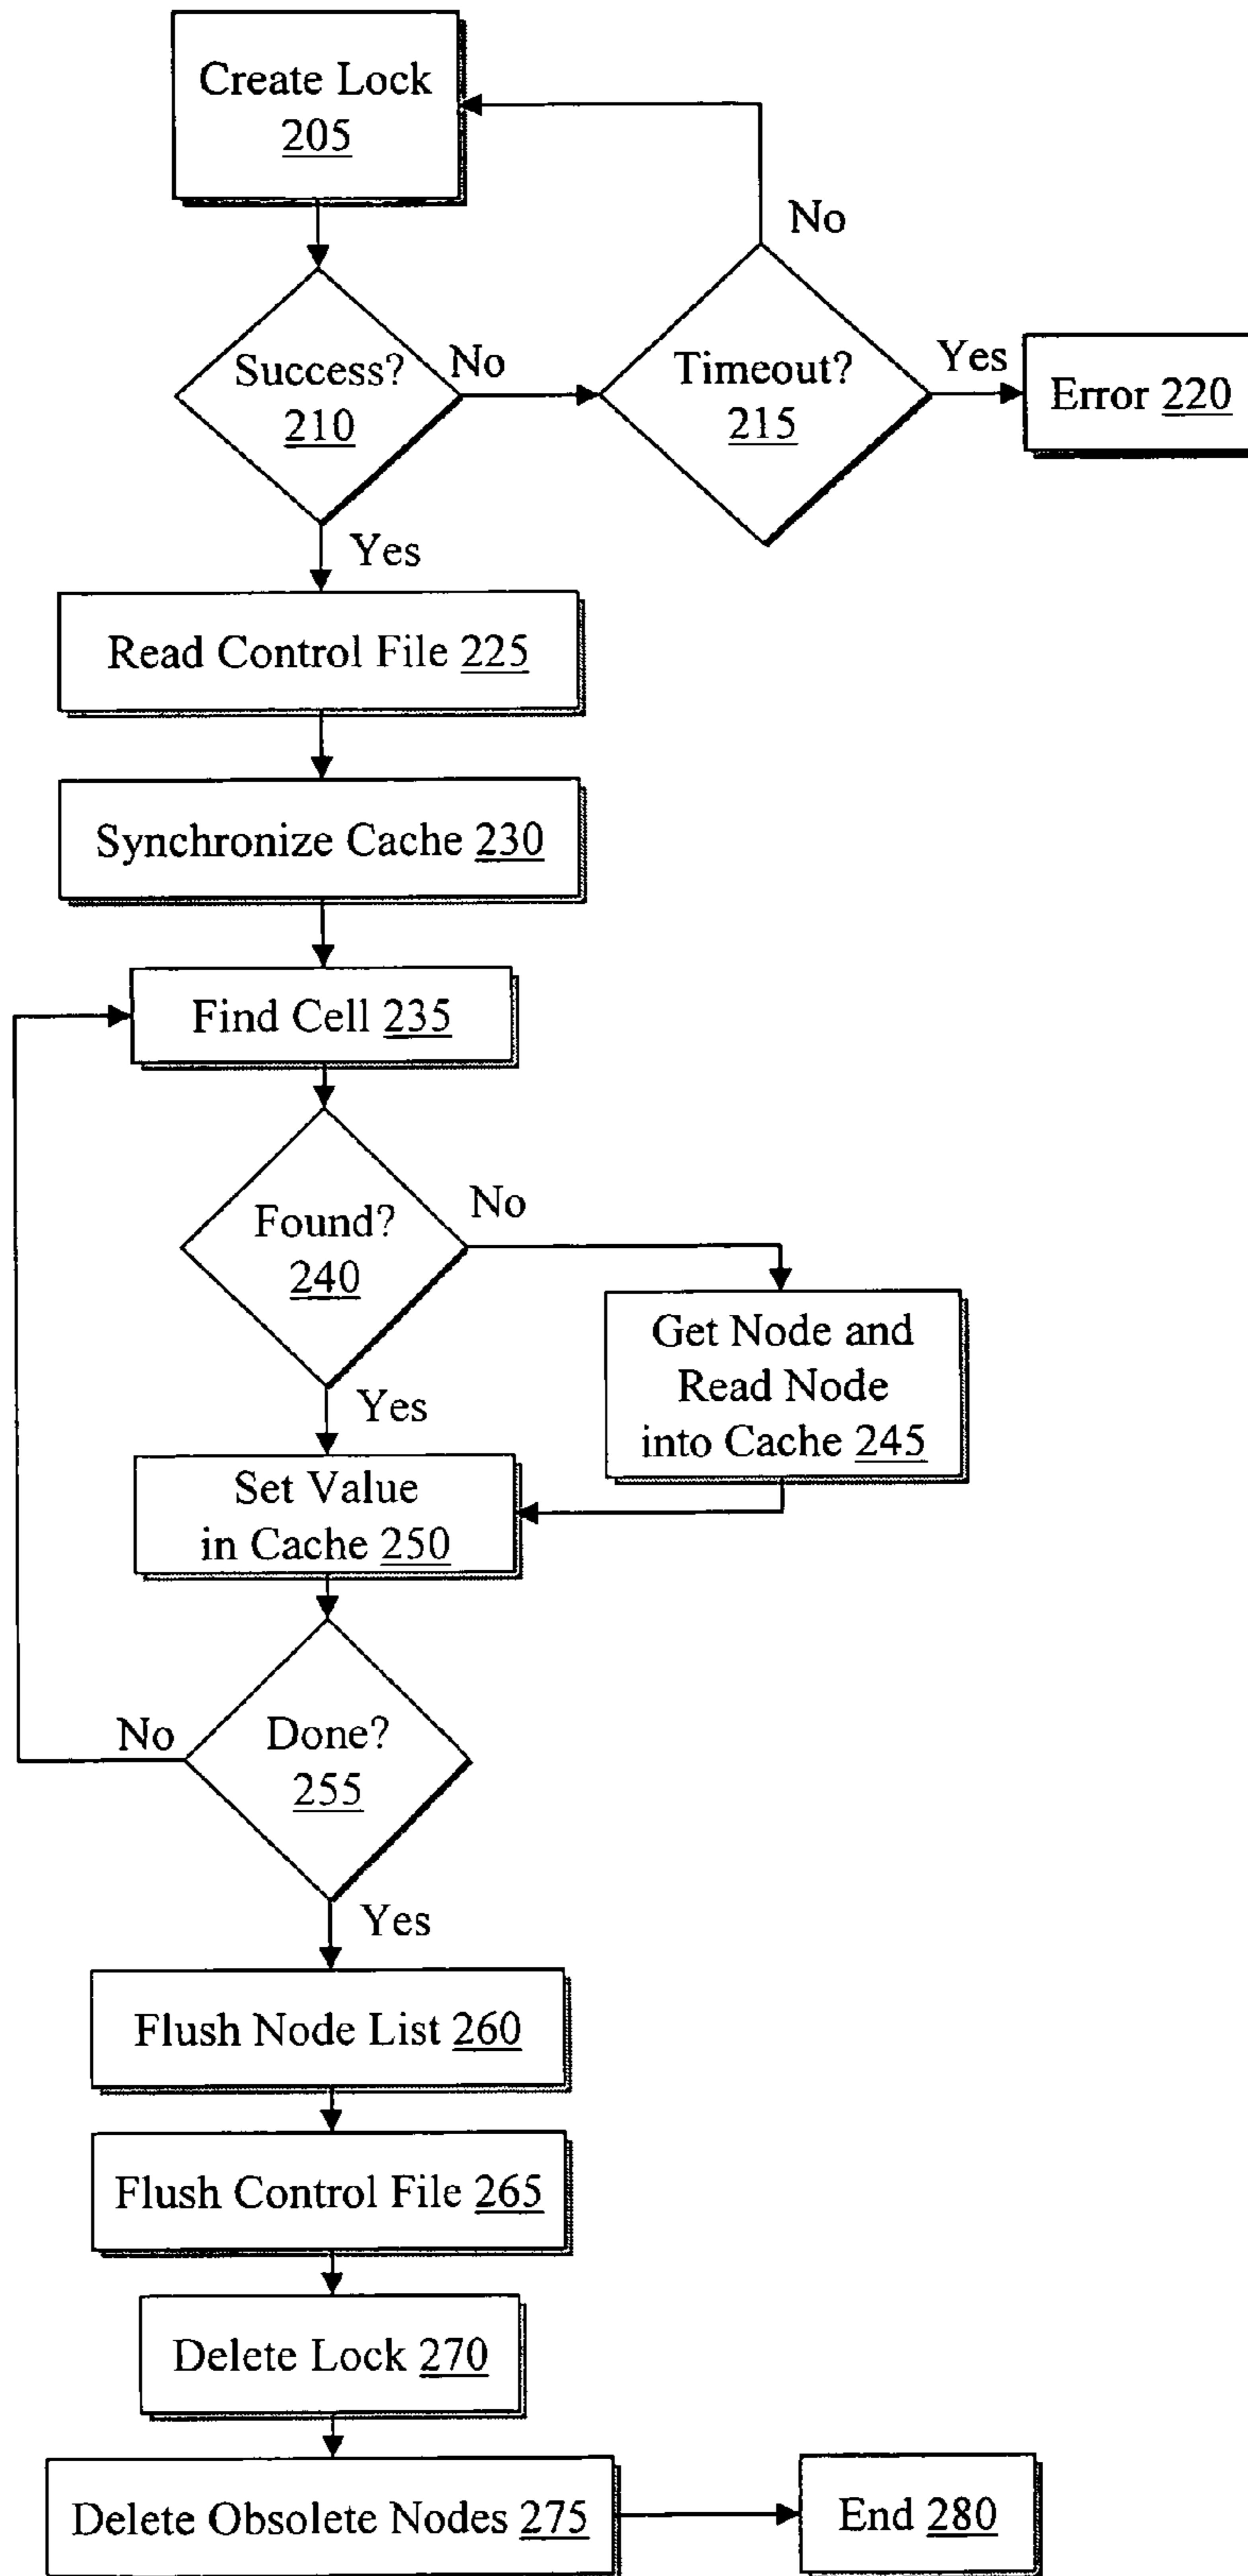 Create Lock
205
No
Success?
210
No
Timeout?
215
Yes
Error 220
Yes
Read Control File 225
Synchronize Cache 230
Find Cell 235
Found?
240
No
Get Node and
Read Node
into Cache 245
Yes
Set Value
in Cache 250
No
Done?
255
Yes
Flush Node List 260
Flush Control File 265
Delete Lock 270
Delete Obsolete Nodes 275
End 280